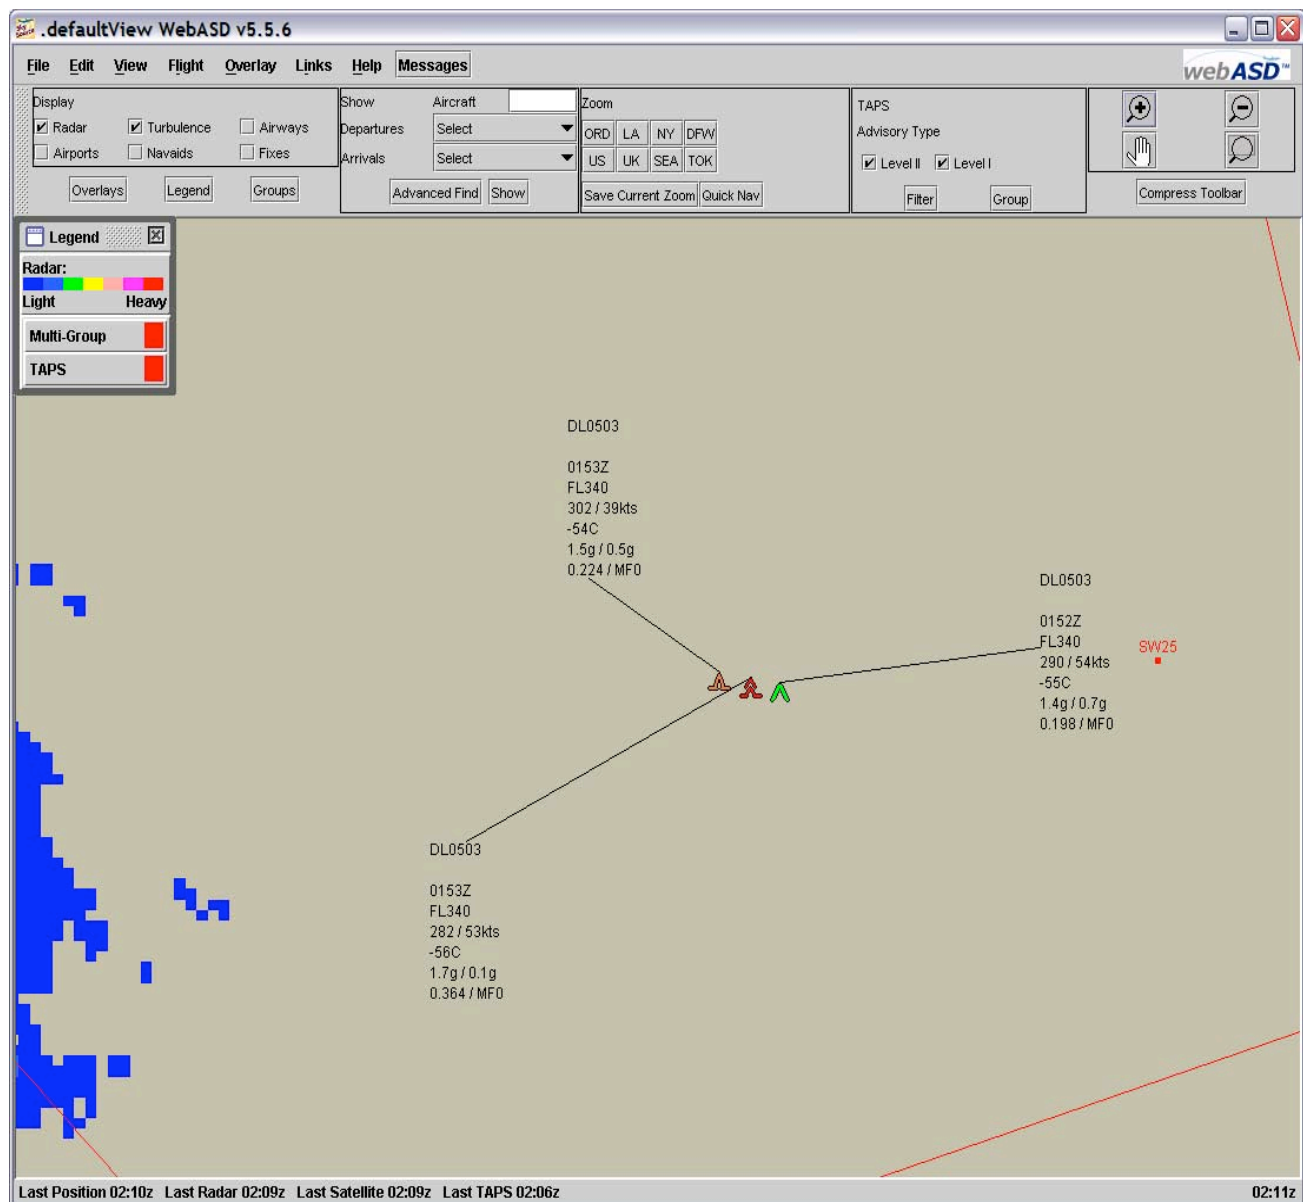 .defaultView WebASD v5.5.6
File Edit View Flight Overlay Links Help Messages
webASD™
Display
Radar Turbulence Airways
Airports Navaids Fixes
Overlays Legend Groups
Show Aircraft
Departures Select
Arrivals Select
Advanced Find Show
Zoom
ORD LA NY DFW
US UK SEA TOK
Save Current Zoom Quick Nav
TAPS
Advisory Type
Level II Level I
Filter Group
Compress Toolbar
Legend
Radar:
Light Heavy
Multi-Group
TAPS
DL0503
0153Z
FL340
302 / 39kts
-54C
1.5g / 0.5g
0.224 / MF0
DL0503
0152Z
FL340
290 / 54kts
-55C
1.4g / 0.7g
0.198 / MF0
SW25
DL0503
0153Z
FL340
282 / 53kts
-56C
1.7g / 0.1g
0.364 / MF0
Last Position 02:10z Last Radar 02:09z Last Satellite 02:09z Last TAPS 02:06z 02:11z